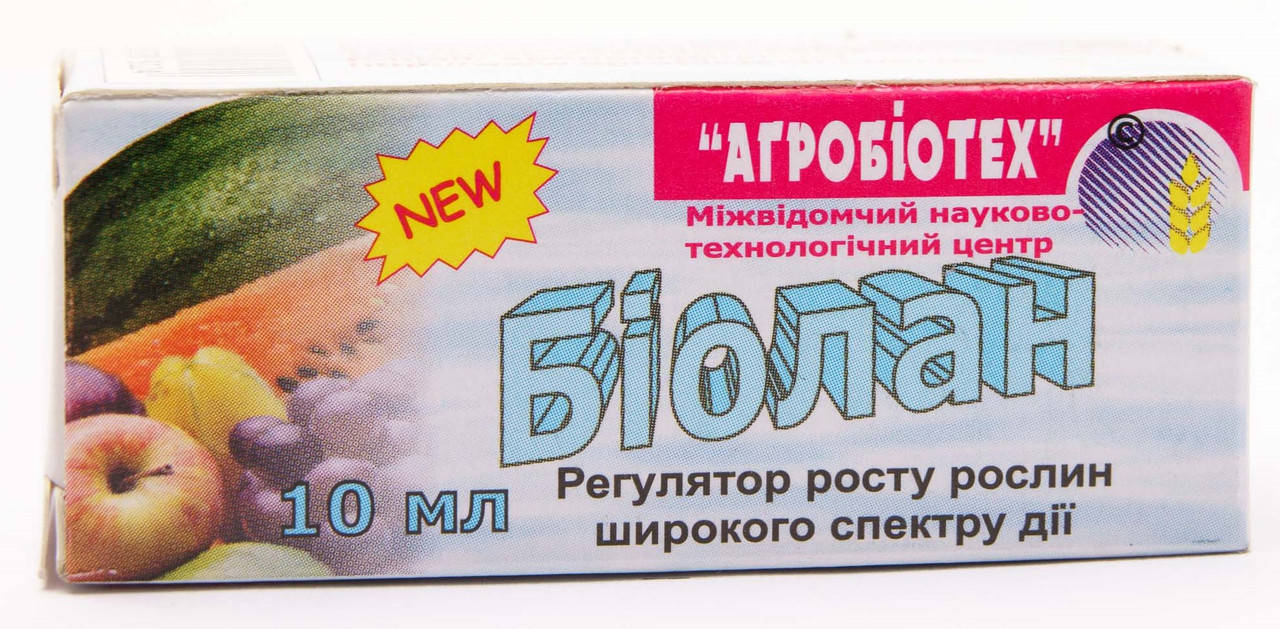 NEW
"АГРОБІОТЕХ"
©
Міжвідомчий науково-
технологічний центр
Біолан
10 мл
Регулятор росту рослин
широкого спектру дії